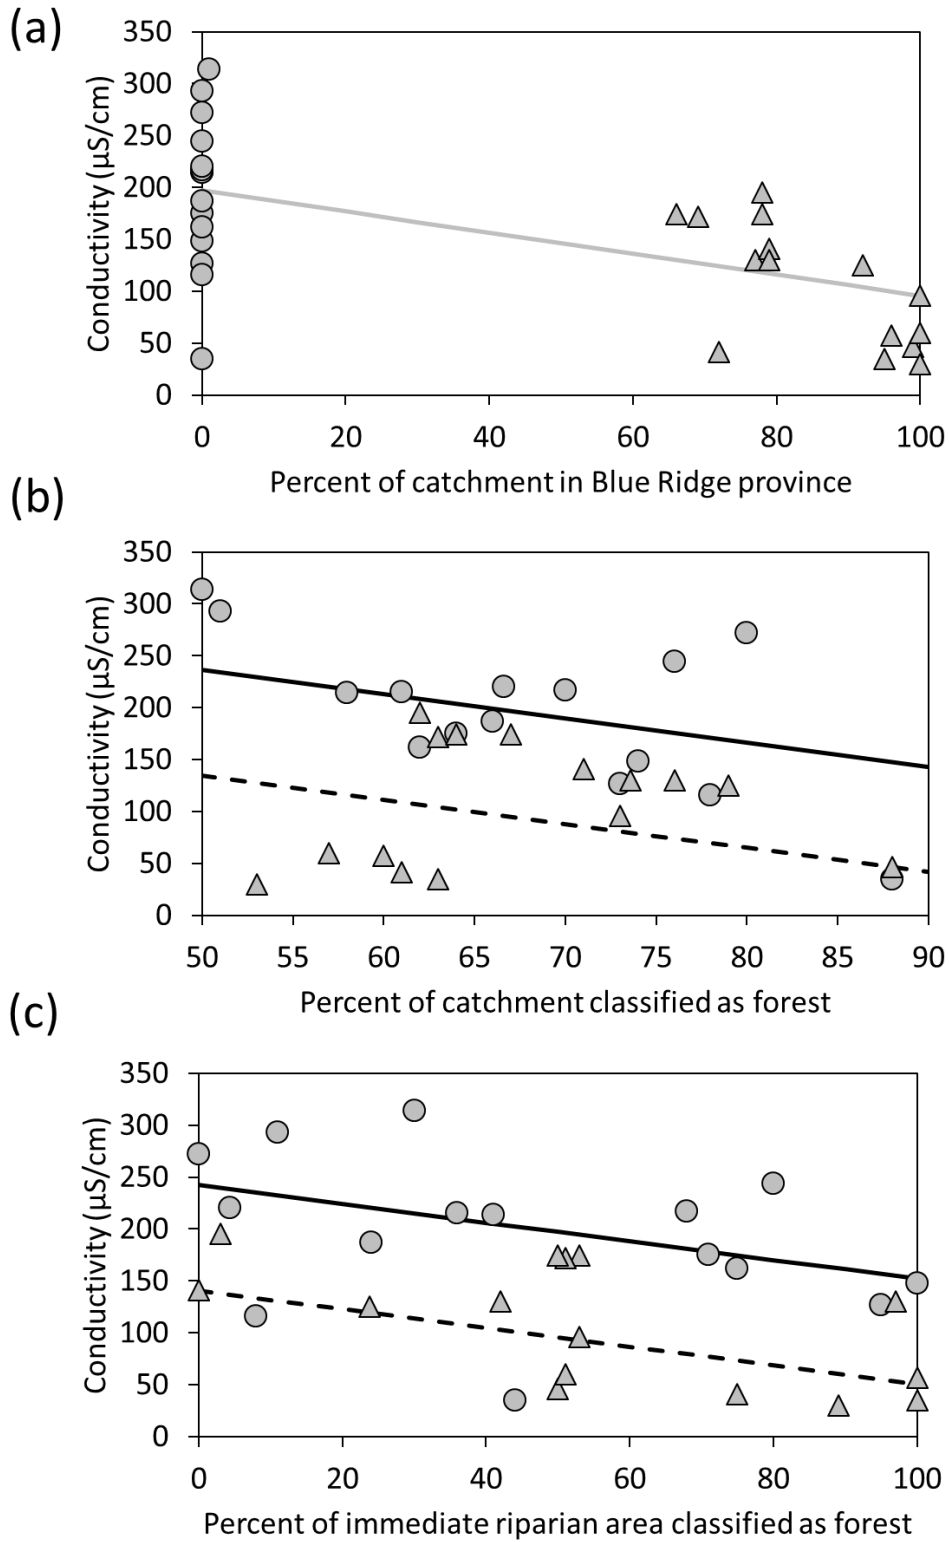 (a)
Conductivity (µS/cm)
350
300
250
200
150
100
50
0
0 20 40 60 80 100
Percent of catchment in Blue Ridge province
(b)
Conductivity (µS/cm)
350
300
250
200
150
100
50
0
50 55 60 65 70 75 80 85 90
Percent of catchment classified as forest
(c)
Conductivity (µS/cm)
350
300
250
200
150
100
50
0
0 20 40 60 80 100
Percent of immediate riparian area classified as forest